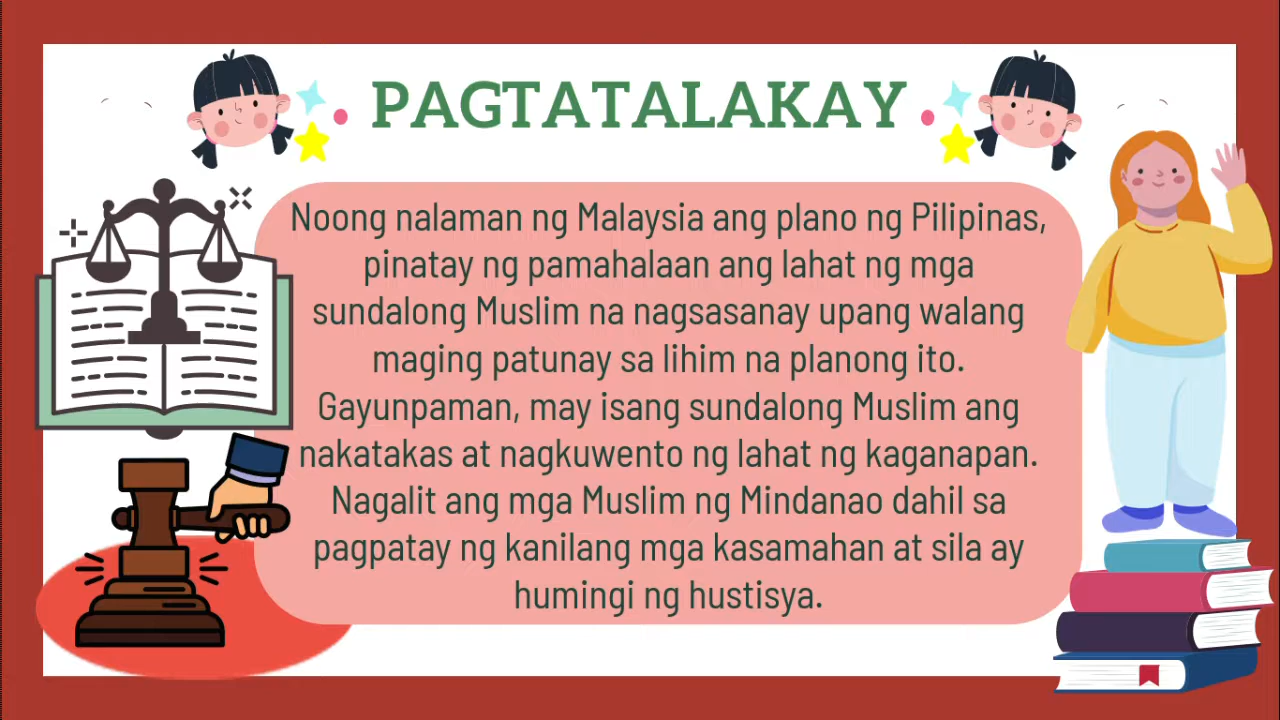 PAGTATALAKAY
Noong nalaman ng Malaysia ang plano ng Pilipinas,
pinatay ng pamahalaan ang lahat ng mga
sundalong Muslim na nagsasanay upang walang
maging patunay sa lihim na planong ito.
Gayunpaman, may isang sundalong Muslim ang
nakatakas at nagkuwento ng lahat ng kaganapan.
Nagalit ang mga Muslim ng Mindanao dahil sa
pagpatay ng kanilang mga kasamahan at sila ay
humingi ng hustisya.